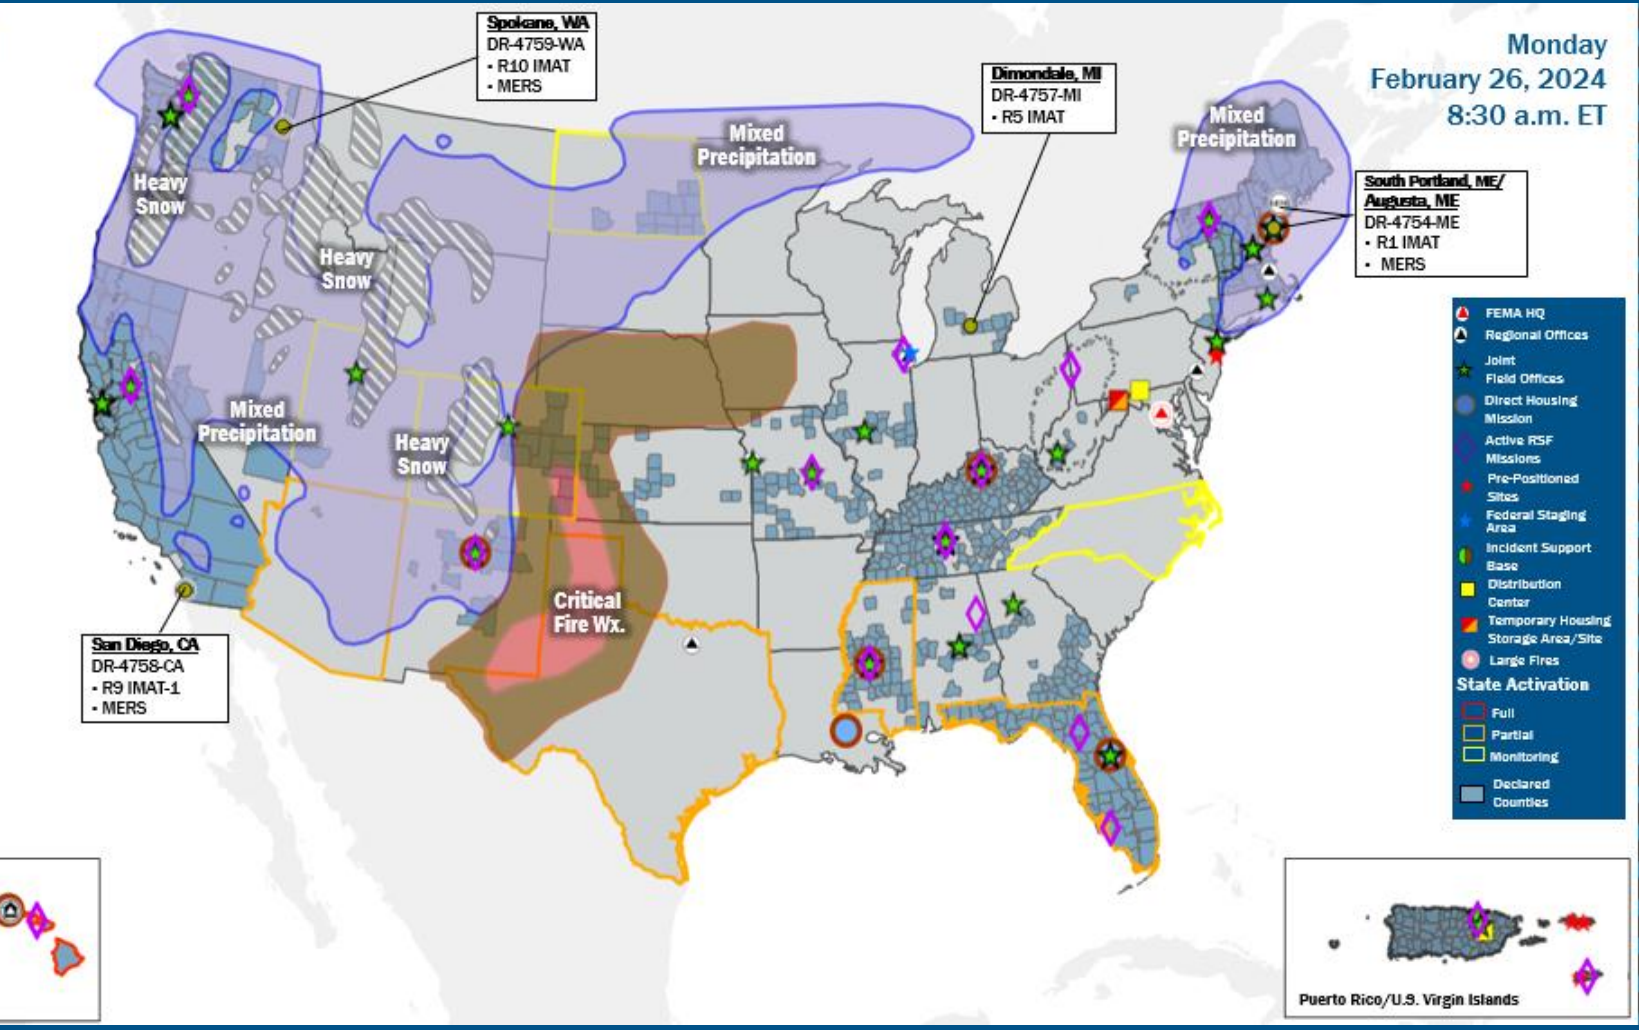 Monday
February 26, 2024
8:30 a.m. ET
Spokane, WA
DR-4759-WA
• R10 IMAT
• MERS
Dimondale, MI
DR-4757-MI
• R5 IMAT
South Portland, ME/
Augusta, ME
DR-4754-ME
• R1 IMAT
• MERS
San Diego, CA
DR-4758-CA
• R9 IMAT-1
• MERS
Heavy
Snow
Heavy
Snow
Heavy
Snow
Mixed
Precipitation
Mixed
Precipitation
Mixed
Precipitation
Critical
Fire Wx.
FEMA HQ
Regional Offices
Joint
Field Offices
Direct Housing
Mission
Active RSF
Missions
Pre-Positioned
Sites
Federal Staging
Area
Incident Support
Base
Distribution
Center
Temporary Housing
Storage Area/Site
Large Fires
State Activation
Full
Partial
Monitoring
Declared
Counties
Puerto Rico/U.S. Virgin Islands